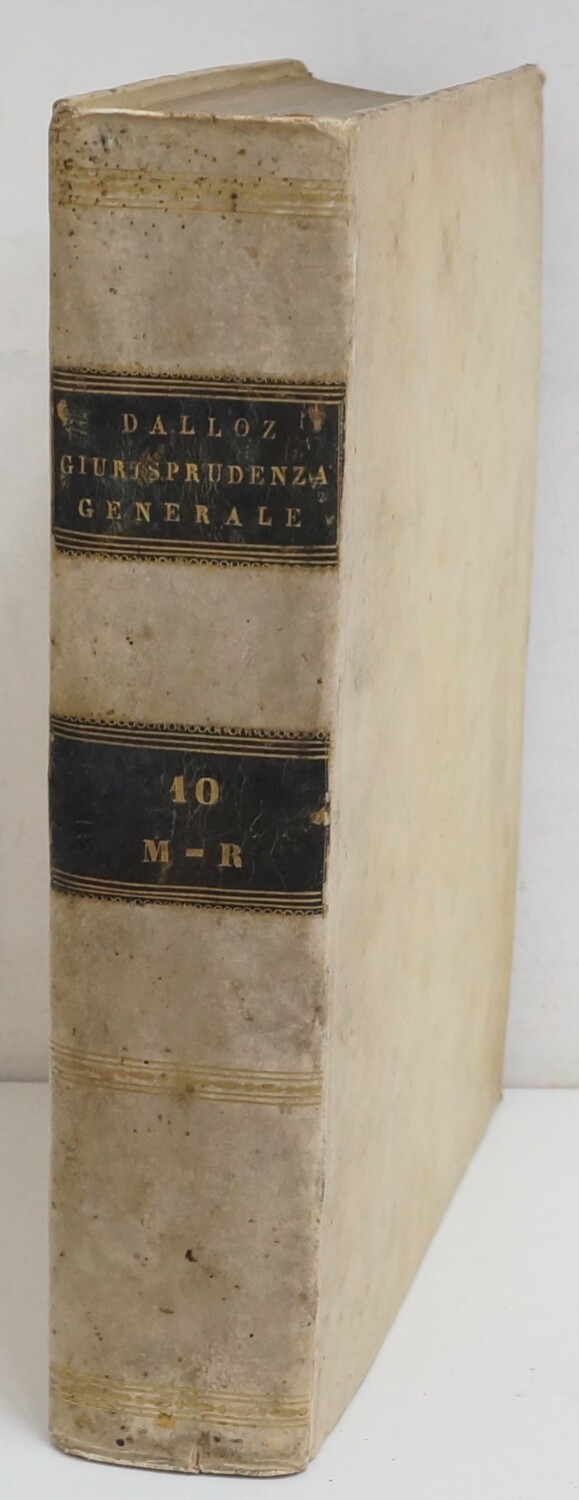 DALLOZ
GIURISPRUDENZA
GENERALE
10
M - R